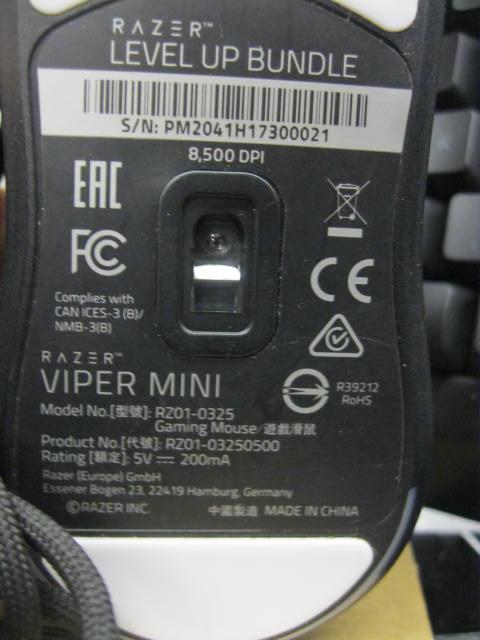 RAZER™
LEVEL UP BUNDLE
S/N: PM2041H17300021
8,500 DPI
EAC
FC
CE
Complies with
CAN ICES-3 (B)/
NMB-3(B)
RAZER™
VIPER MINI
R39212
RoHS
Model No.[型號]: RZ01-0325
Gaming Mouse/遊戲滑鼠
Product No.[代號]: RZ01-03250500
Rating [額定]: 5V ⎓ 200mA
Razer (Europe) GmbH
Essener Bogen 23, 22419 Hamburg, Germany
©RAZER INC.
中國製造 MADE IN CHINA